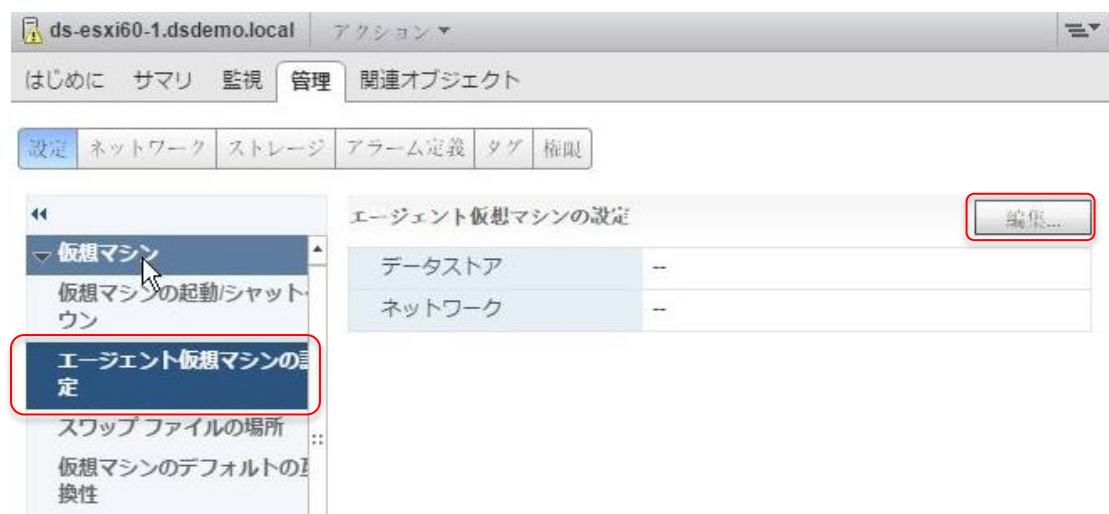 ds-esxi60-1.dsdemo.local アクション
はじめに サマリ 監視 管理 関連オブジェクト
設定 ネットワーク ストレージ アラーム定義 タグ 権限
エージェント仮想マシンの設定 編集...
データストア --
ネットワーク --
仮想マシン
仮想マシンの起動/シャット
ウン
エージェント仮想マシンの
定
スワップ ファイルの場所
仮想マシンのデフォルトの
換性